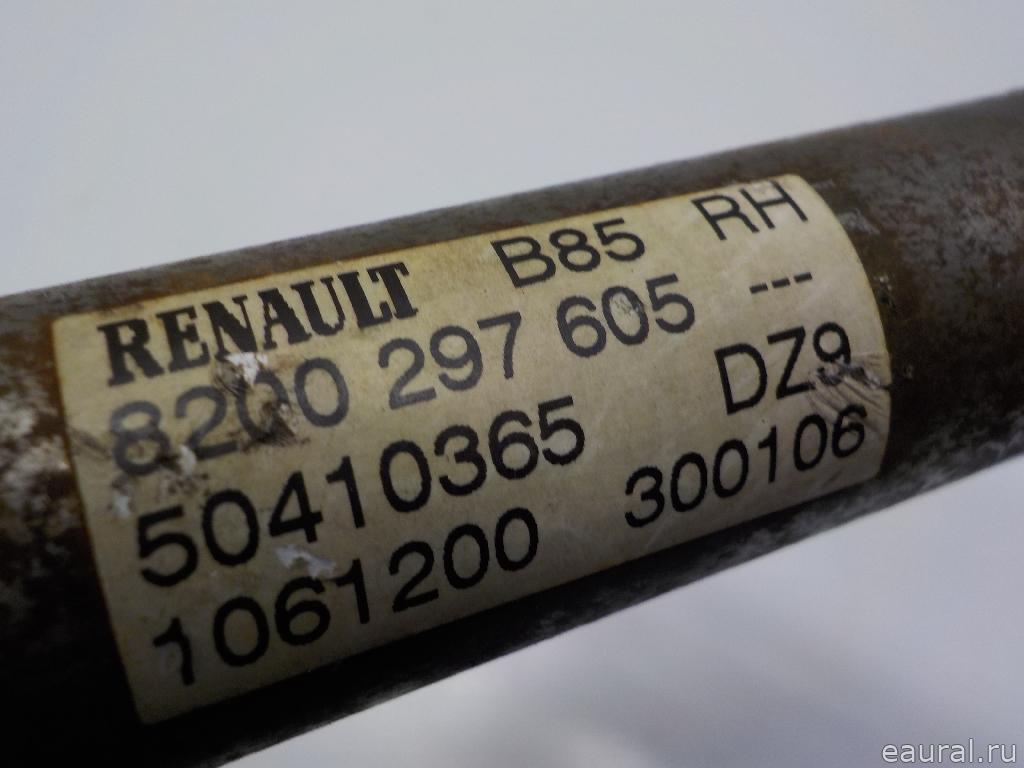 RENAULT B85 RH
8200 297 605 ---
50410365 DZ9
1061200 300106
eaural.ru